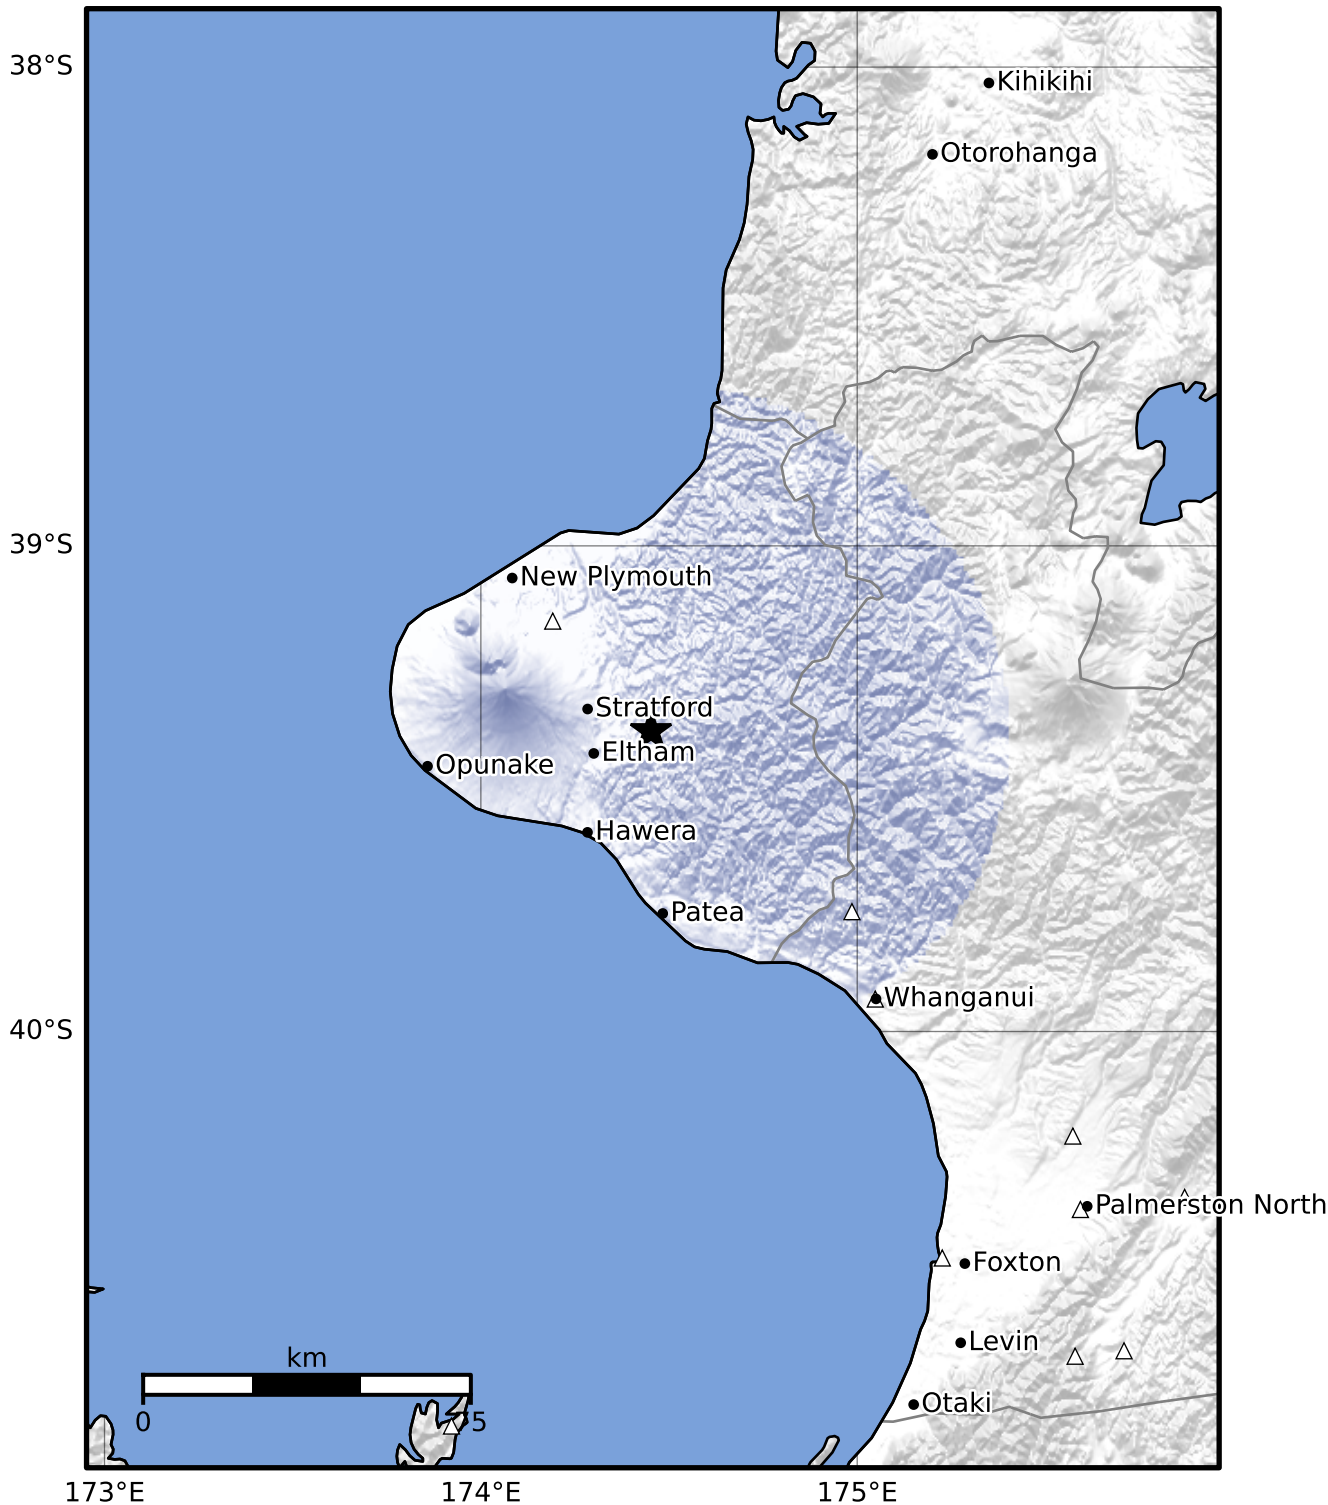 38°S
Kihikihi
Otorohanga
39°S
New Plymouth
Stratford
Eltham
Opunake
Hawera
Patea
Whanganui
40°S
Palmerston North
Foxton
Levin
km
Otaki
0
173°E
174°E
175°E